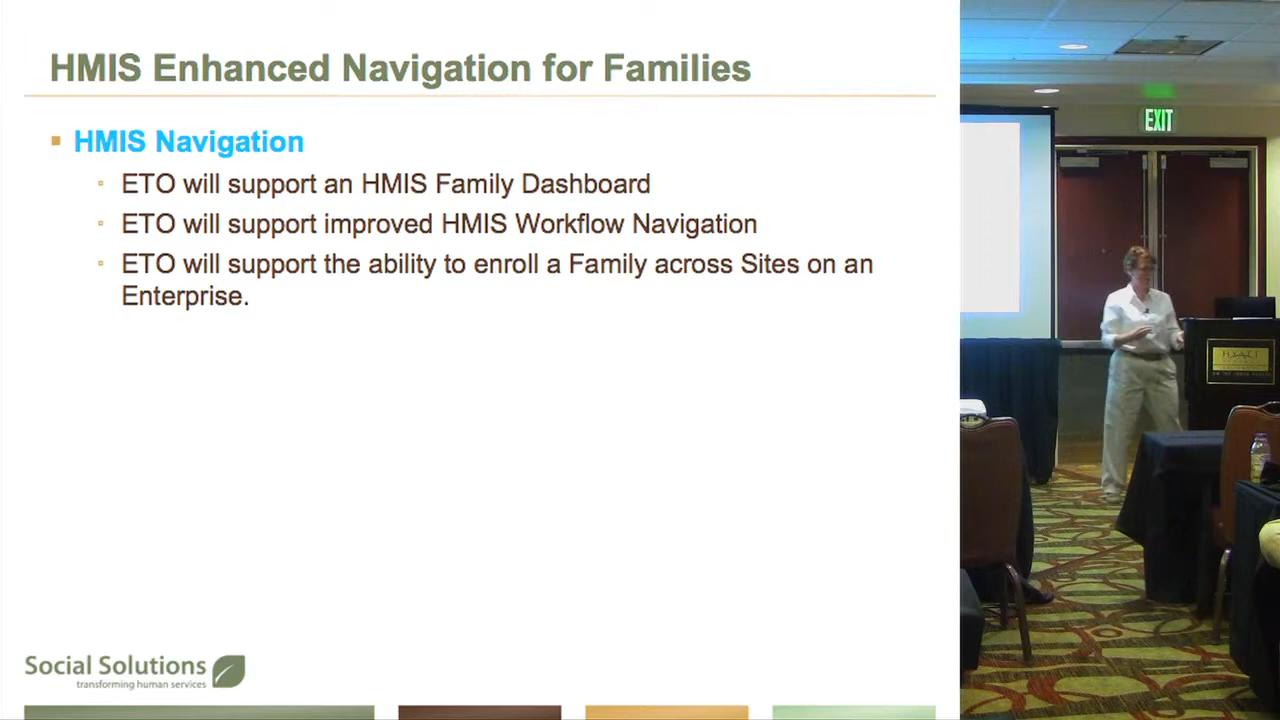 HMIS Enhanced Navigation for Families
HMIS Navigation
ETO will support an HMIS Family Dashboard
ETO will support improved HMIS Workflow Navigation
ETO will support the ability to enroll a Family across Sites on an
Enterprise.
Social Solutions
transforming human services
EXIT
HYATT